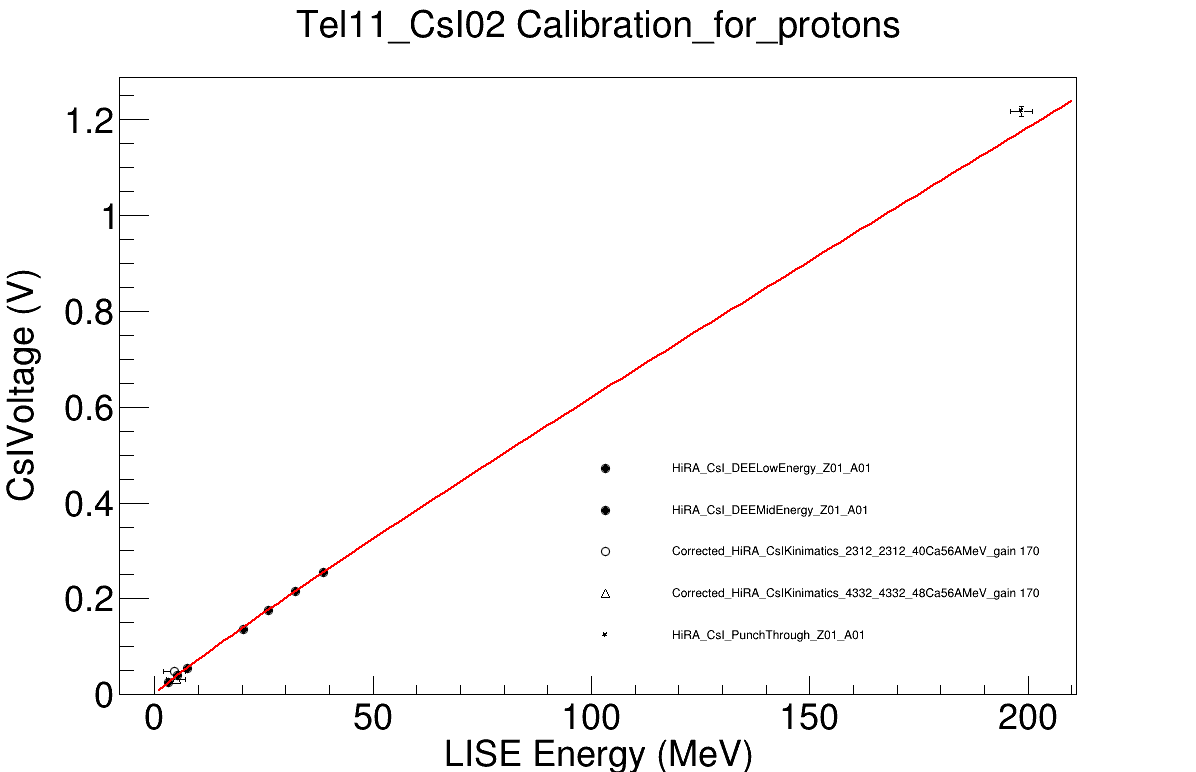 Tel11_CsI02 Calibration_for_protons
CsIVoltage (V)
1.2
1
0.8
0.6
0.4
0.2
0
HiRA_CsI_DEELowEnergy_Z01_A01
HiRA_CsI_DEEMidEnergy_Z01_A01
Corrected_HiRA_CsIKinimatics_2312_2312_40Ca56AMeV_gain 170
Corrected_HiRA_CsIKinimatics_4332_4332_48Ca56AMeV_gain 170
HiRA_CsI_PunchThrough_Z01_A01
0 50 100 150 200
LISE Energy (MeV)